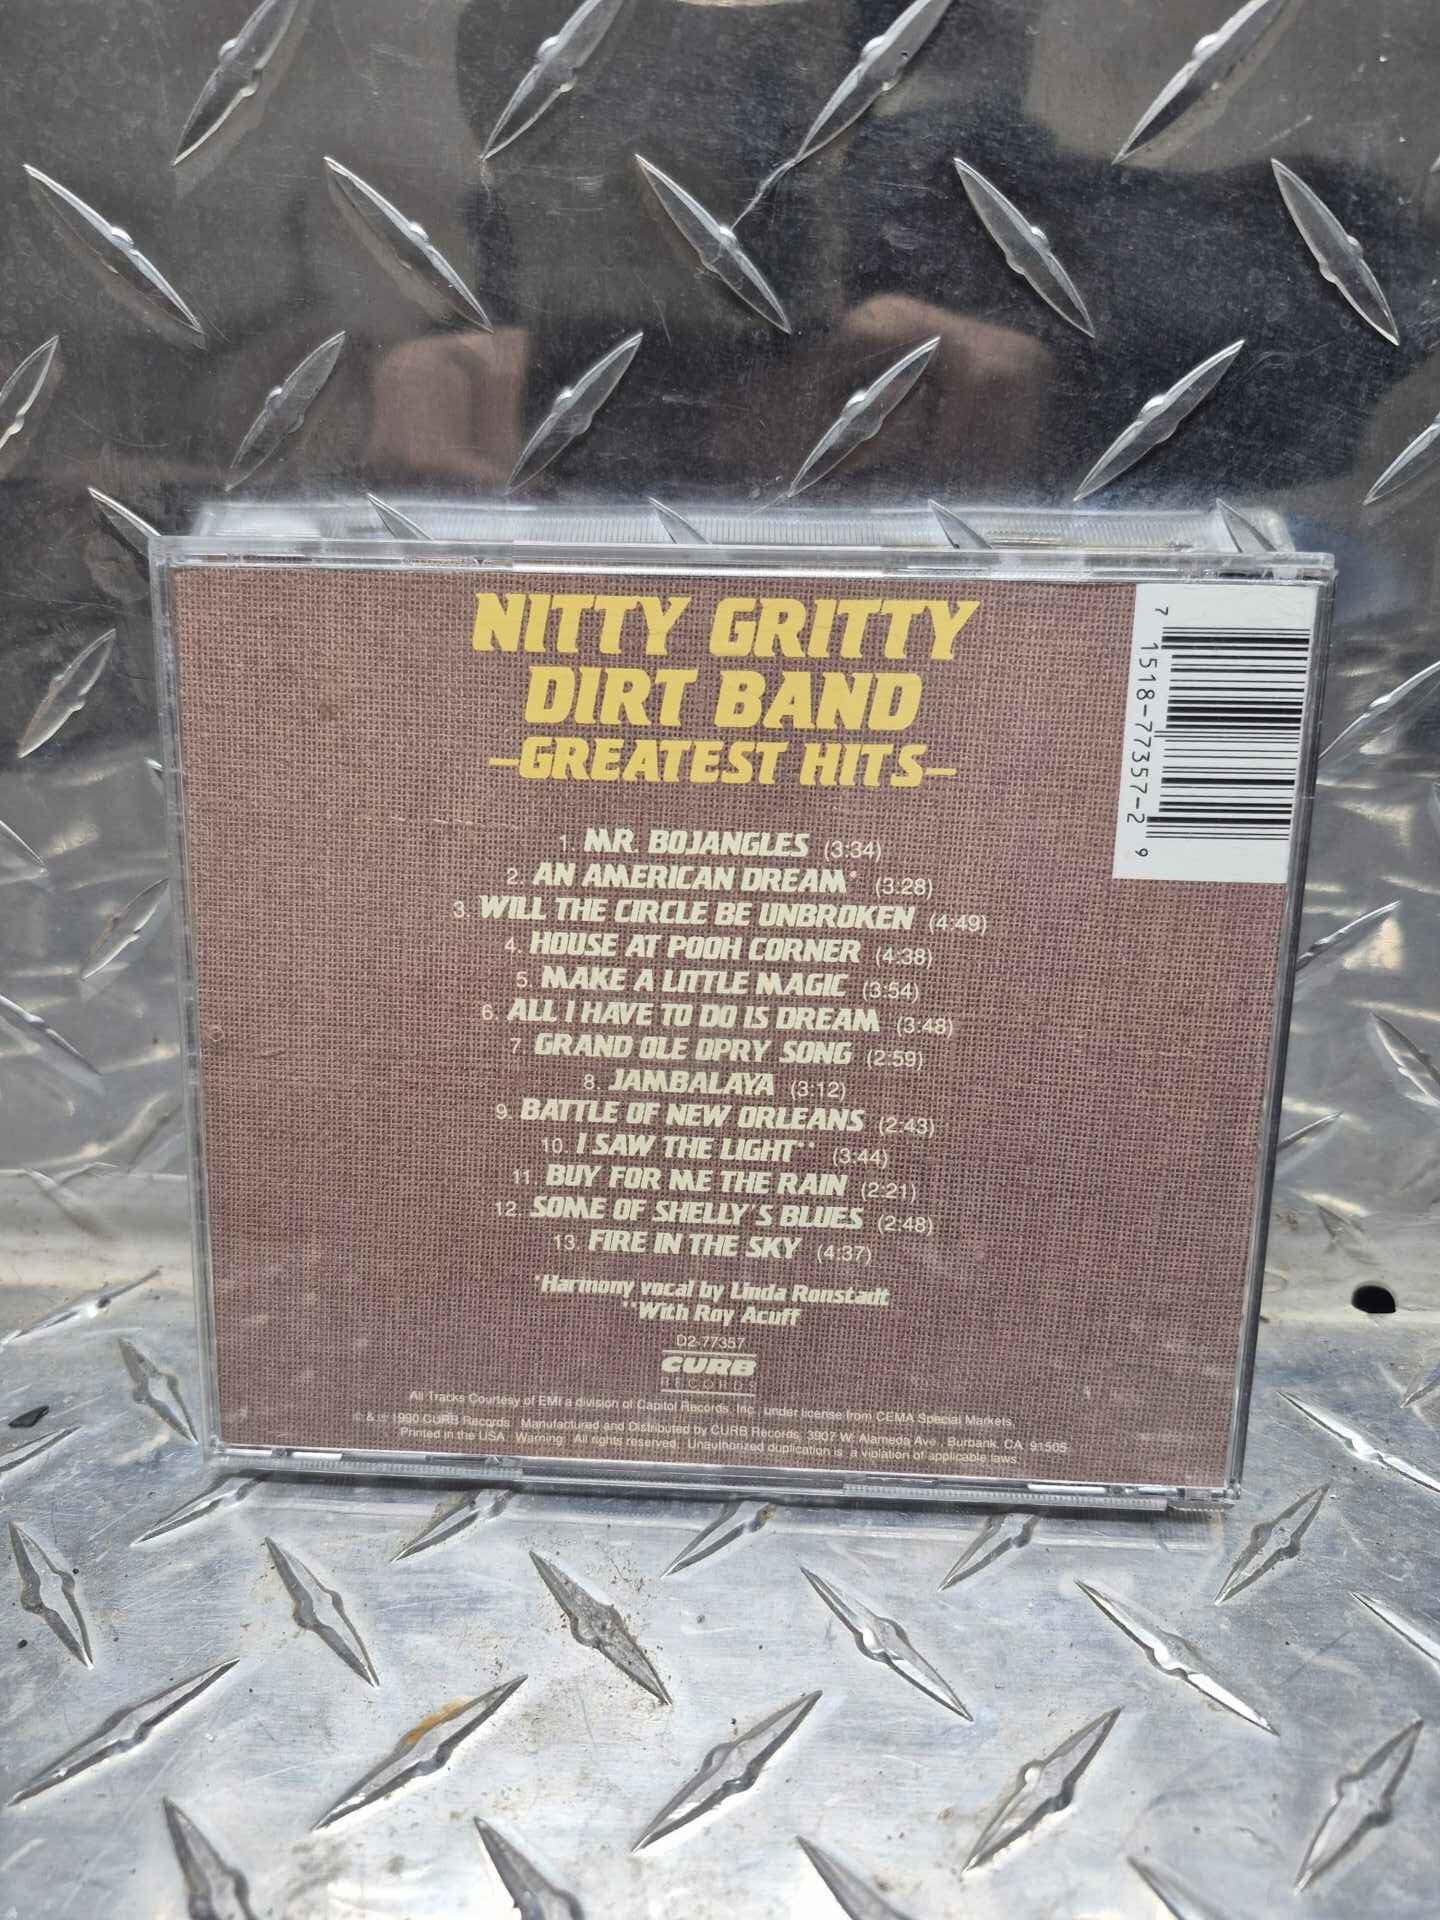 NITTY GRITTY
DIRT BAND
–GREATEST HITS–
1. MR. BOJANGLES (3:34)
2. AN AMERICAN DREAM* (3:28)
3. WILL THE CIRCLE BE UNBROKEN (4:49)
4. HOUSE AT POOH CORNER (4:38)
5. MAKE A LITTLE MAGIC (3:54)
6. ALL I HAVE TO DO IS DREAM (3:48)
7. GRAND OLE OPRY SONG (2:59)
8. JAMBALAYA (3:12)
9. BATTLE OF NEW ORLEANS (2:43)
10. I SAW THE LIGHT** (3:44)
11. BUY FOR ME THE RAIN (2:21)
12. SOME OF SHELLY'S BLUES (2:48)
13. FIRE IN THE SKY (4:37)
*Harmony vocal by Linda Ronstadt
**With Roy Acuff
D2-77357
CURB
RECORDS
All Tracks Courtesy of EMI a division of Capitol Records, Inc., under license from CEMA Special Markets.
© & ℗ 1990 CURB Records. Manufactured and Distributed by CURB Records, 3907 W. Alameda Ave., Burbank, CA 91505
Printed in the USA. Warning: All rights reserved. Unauthorized duplication is a violation of applicable laws.
7 1518-77357-2 9